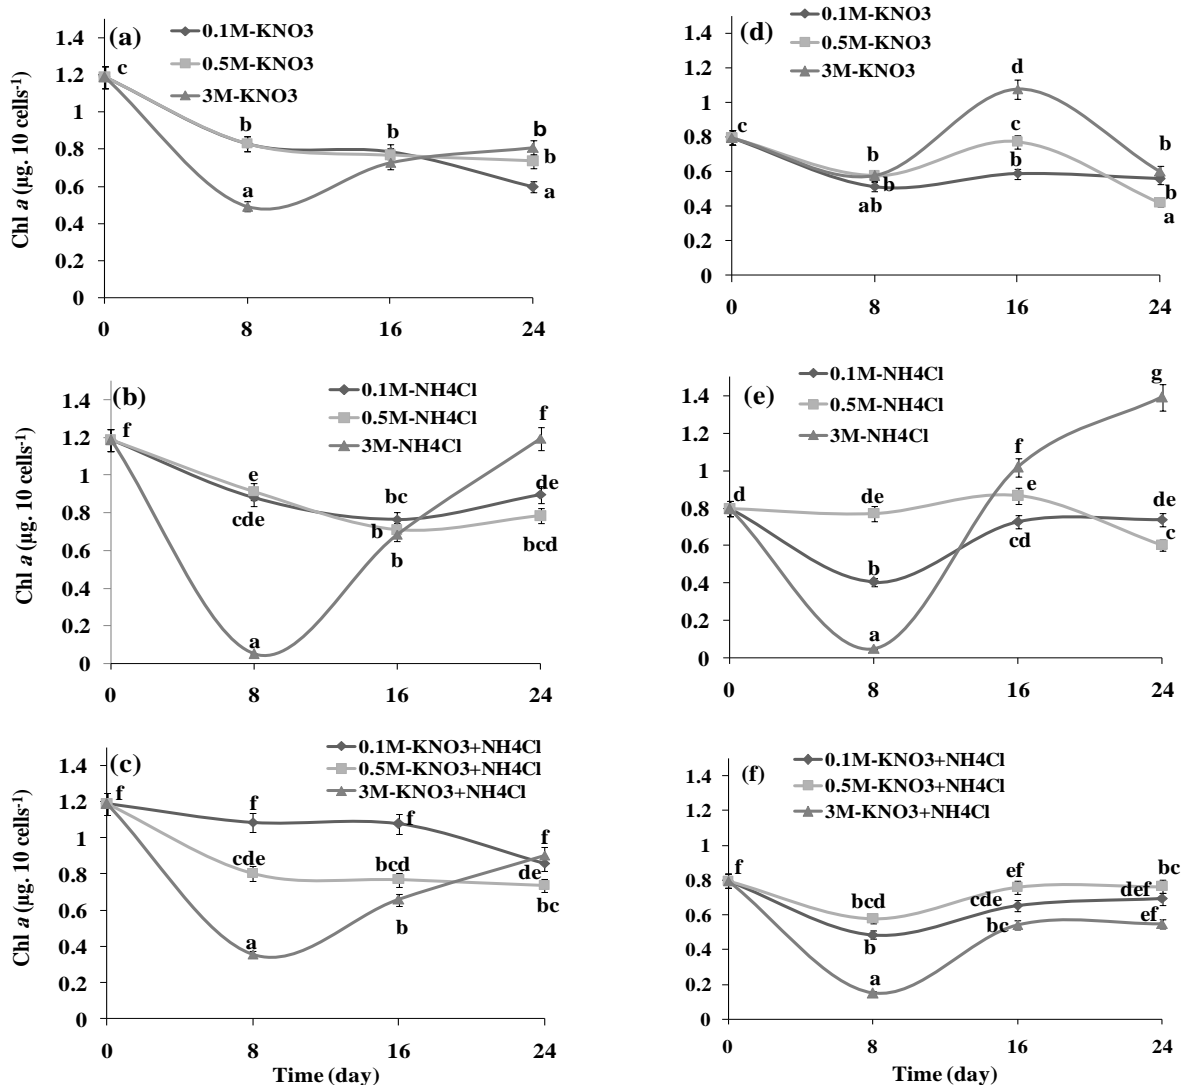 (a)
0.1M-KNO3
0.5M-KNO3
3M-KNO3
Chl a (µg. 10 cells-1)
1.4
1.2
1
0.8
0.6
0.4
0.2
0
0 8 16 24
c
b
a
b
b
b
a
(d)
0.1M-KNO3
0.5M-KNO3
3M-KNO3
1.4
1.2
1
0.8
0.6
0.4
0.2
0
0 8 16 24
c
b
b
ab
d
c
b
b
b
a
(b)
0.1M-NH4Cl
0.5M-NH4Cl
3M-NH4Cl
Chl a (µg. 10 cells-1)
1.4
1.2
1
0.8
0.6
0.4
0.2
0
0 8 16 24
f
e
cde
a
bc
b
b
f
de
bcd
(e)
0.1M-NH4Cl
0.5M-NH4Cl
3M-NH4Cl
1.4
1.2
1
0.8
0.6
0.4
0.2
0
0 8 16 24
d
de
b
a
f
e
cd
g
de
c
(c)
0.1M-KNO3+NH4Cl
0.5M-KNO3+NH4Cl
3M-KNO3+NH4Cl
Chl a (µg. 10 cells-1)
1.4
1.2
1
0.8
0.6
0.4
0.2
0
0 8 16 24
Time (day)
f
f
cde
a
f
bcd
b
f
de
bc
(f)
0.1M-KNO3+NH4Cl
0.5M-KNO3+NH4Cl
3M-KNO3+NH4Cl
1.4
1.2
1
0.8
0.6
0.4
0.2
0
0 8 16 24
Time (day)
f
bcd
b
a
ef
cde
bc
bc
def
ef